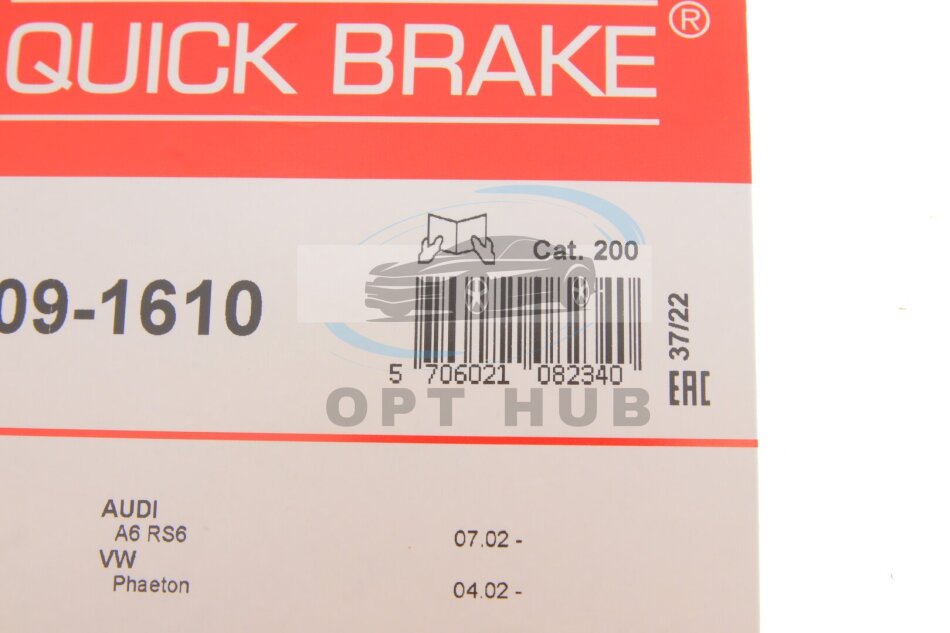 QUICK BRAKE®
Cat. 200
09-1610
37/22
5 706021 082340
EAC
OPT HUB
AUDI
A6 RS6 07.02 -
VW
Phaeton 04.02 -